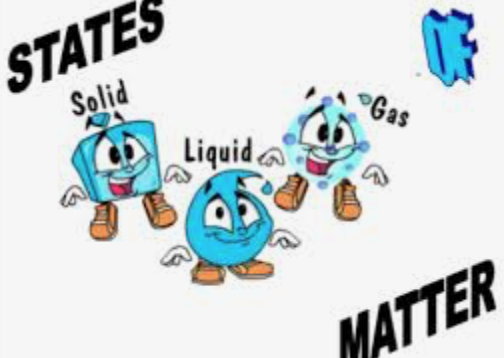 STATES
OF
Solid
Liquid
Gas
MATTER